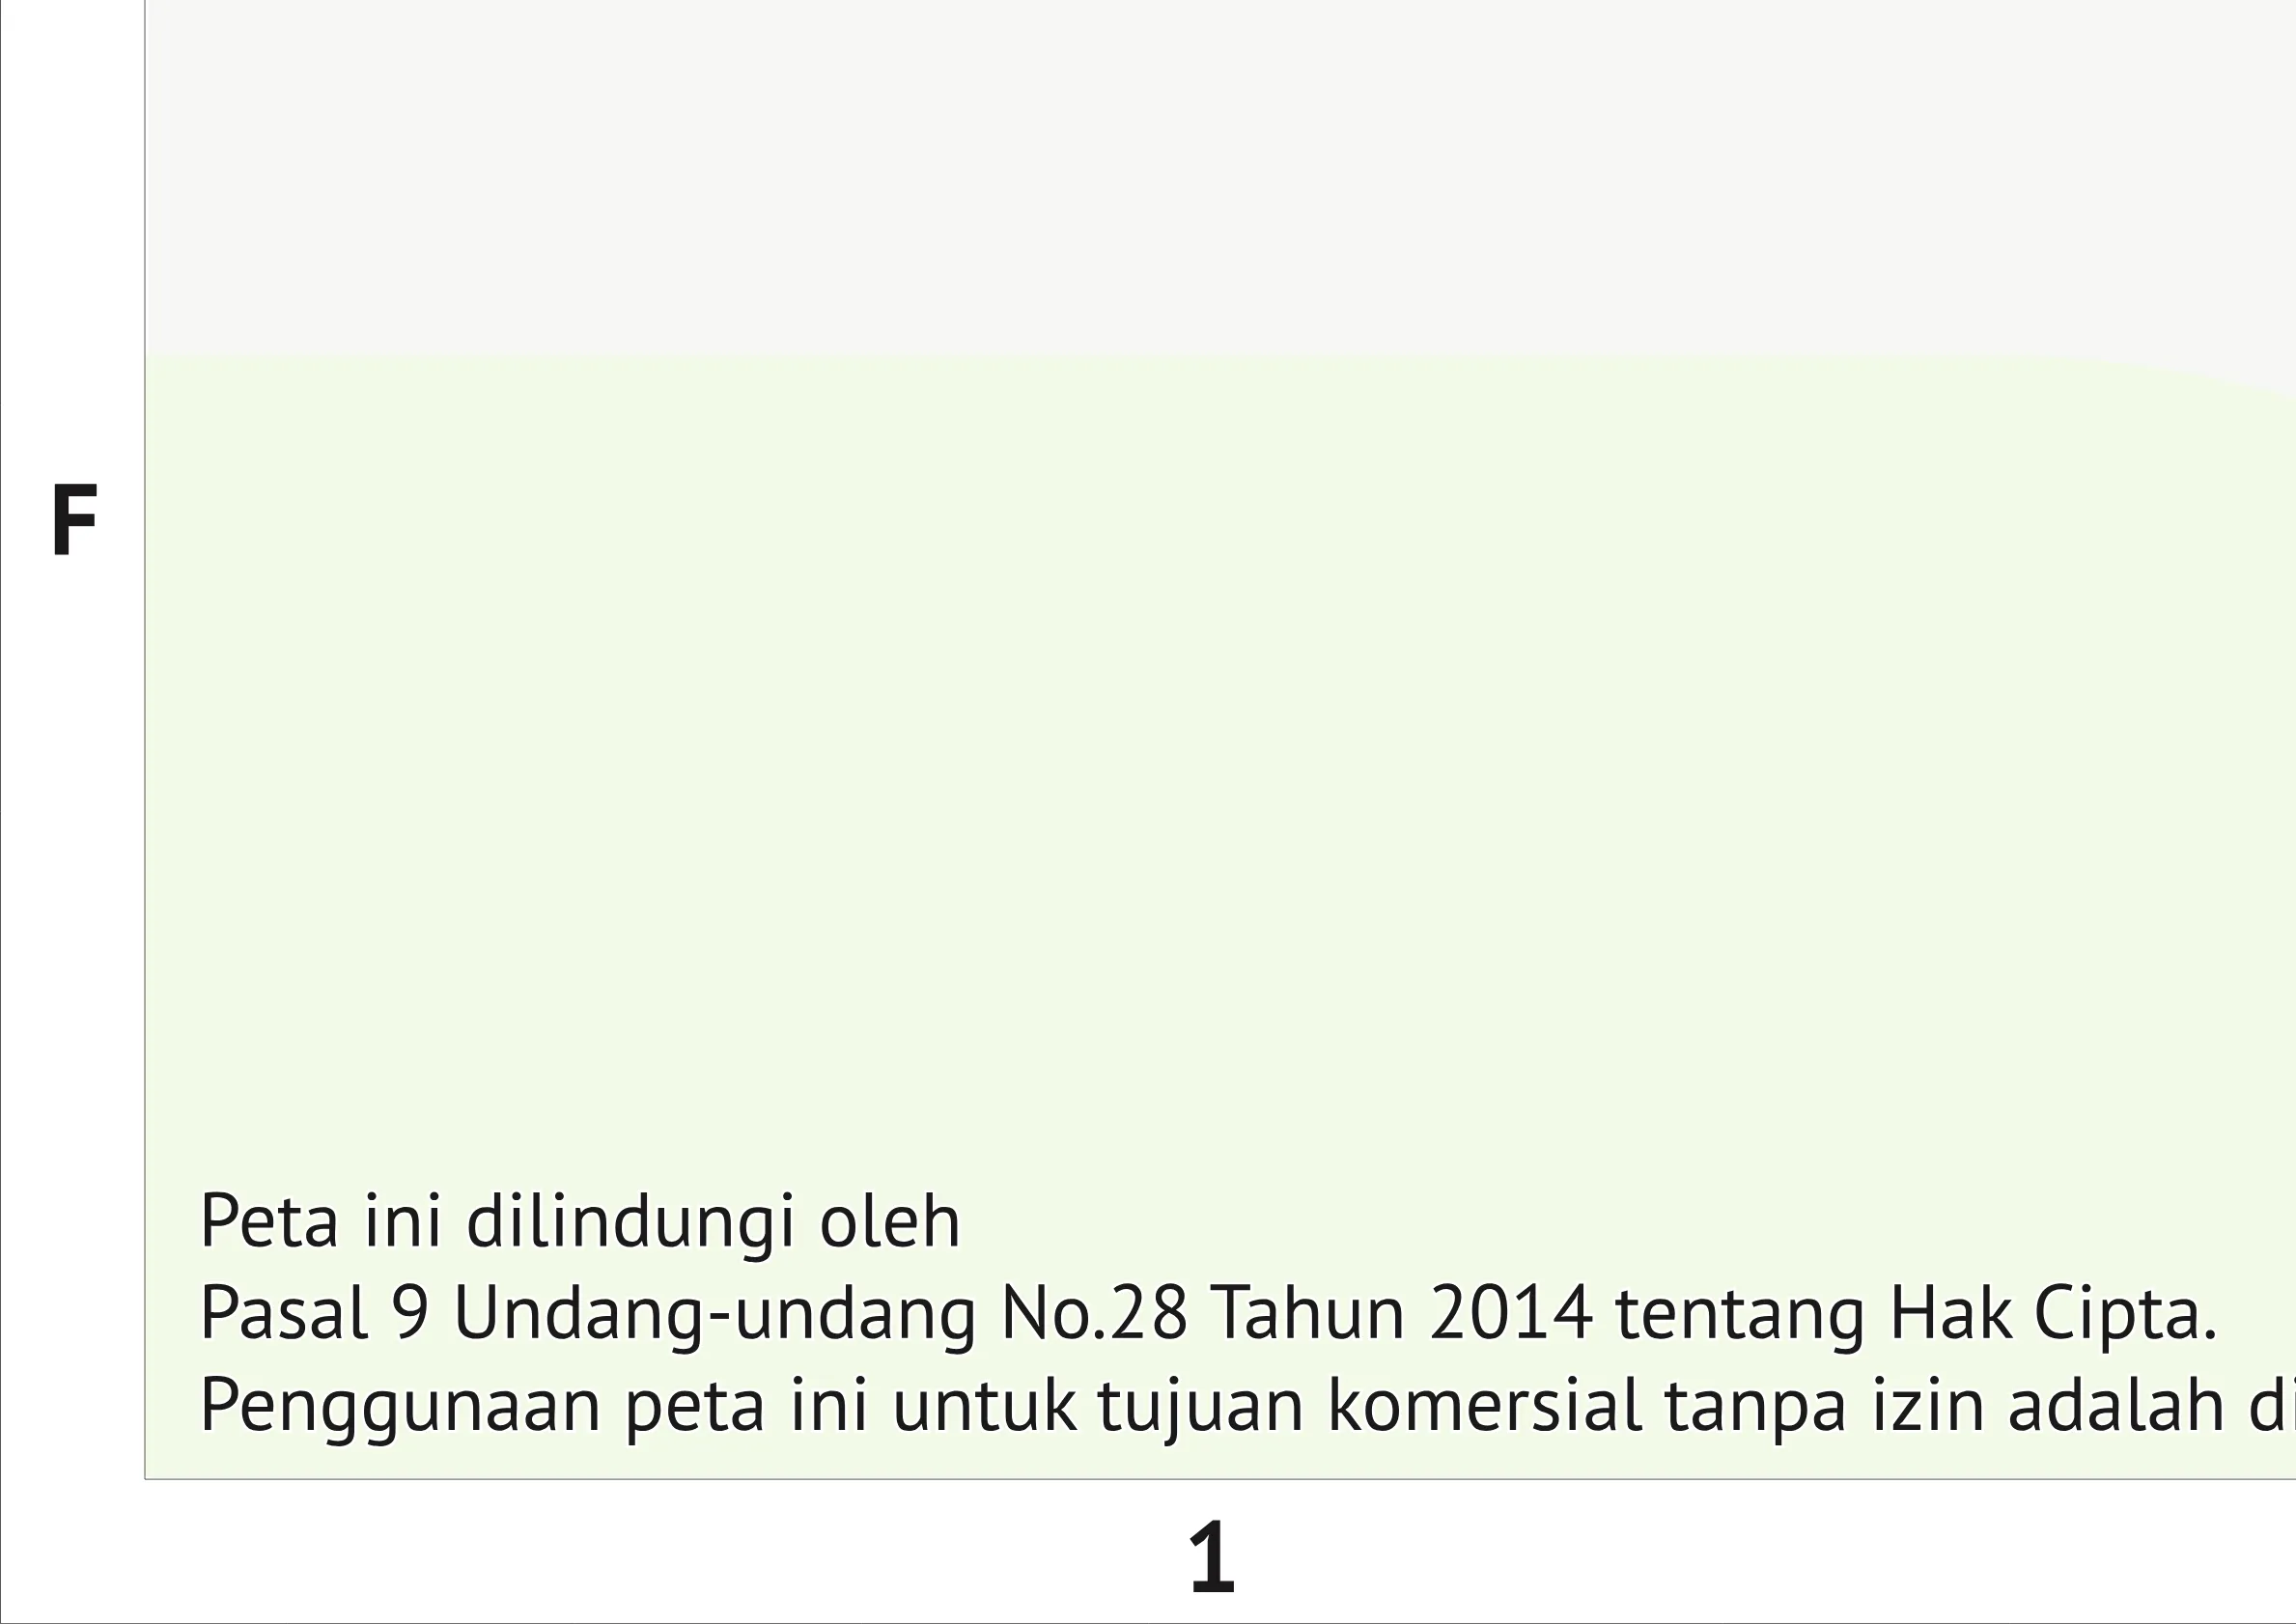 F
Peta ini dilindungi oleh
Pasal 9 Undang-undang No.28 Tahun 2014 tentang Hak Cipta.
Penggunaan peta ini untuk tujuan komersial tanpa izin adalah
1